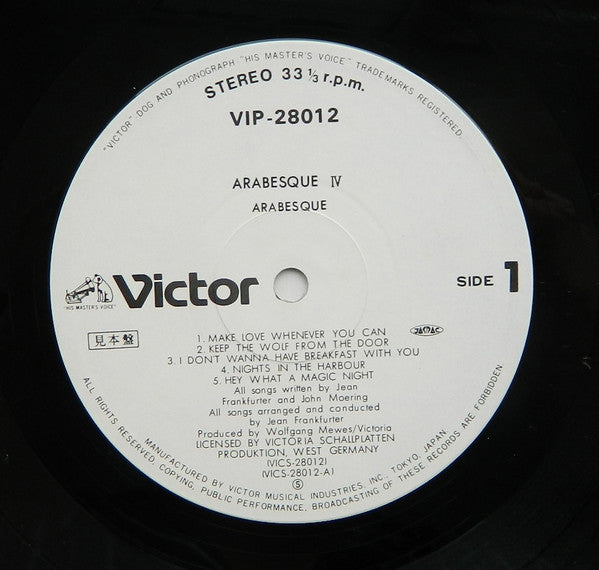 "VICTOR" DOG AND PHONOGRAPH "HIS MASTER'S VOICE" TRADEMARKS REGISTERED.
STEREO 33 ⅓ r.p.m.
VIP-28012
ARABESQUE Ⅳ
ARABESQUE
Victor
"HIS MASTER'S VOICE"
SIDE 1
見本盤
1. MAKE LOVE WHENEVER YOU CAN
2. KEEP THE WOLF FROM THE DOOR
3. I DON'T WANNA HAVE BREAKFAST WITH YOU
4. NIGHTS IN THE HARBOUR
5. HEY WHAT A MAGIC NIGHT
All songs written by Jean
Frankfurter and John Moering
All songs arranged and conducted
by Jean Frankfurter
Produced by Wolfgang Mewes/Victoria
LICENSED BY VICTORIA SCHALLPLATTEN
PRODUKTION, WEST GERMANY
(VICS-28012)
(VICS-28012-A)
Ⓢ
MANUFACTURED BY VICTOR MUSICAL INDUSTRIES, INC., TOKYO, JAPAN
ALL RIGHTS RESERVED. COPYING, PUBLIC PERFORMANCE, BROADCASTING OF THESE RECORDS ARE FORBIDDEN